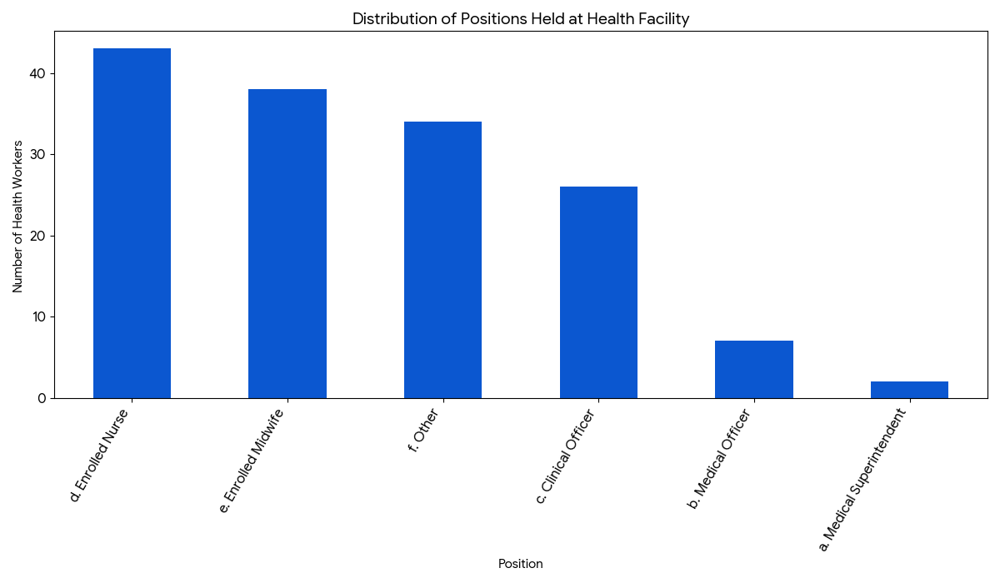 Distribution of Positions Held at Health Facility
Number of Health Workers
40
30
20
10
0
d. Enrolled Nurse
e. Enrolled Midwife
f. Other
c. Clinical Officer
b. Medical Officer
a. Medical Superintendent
Position